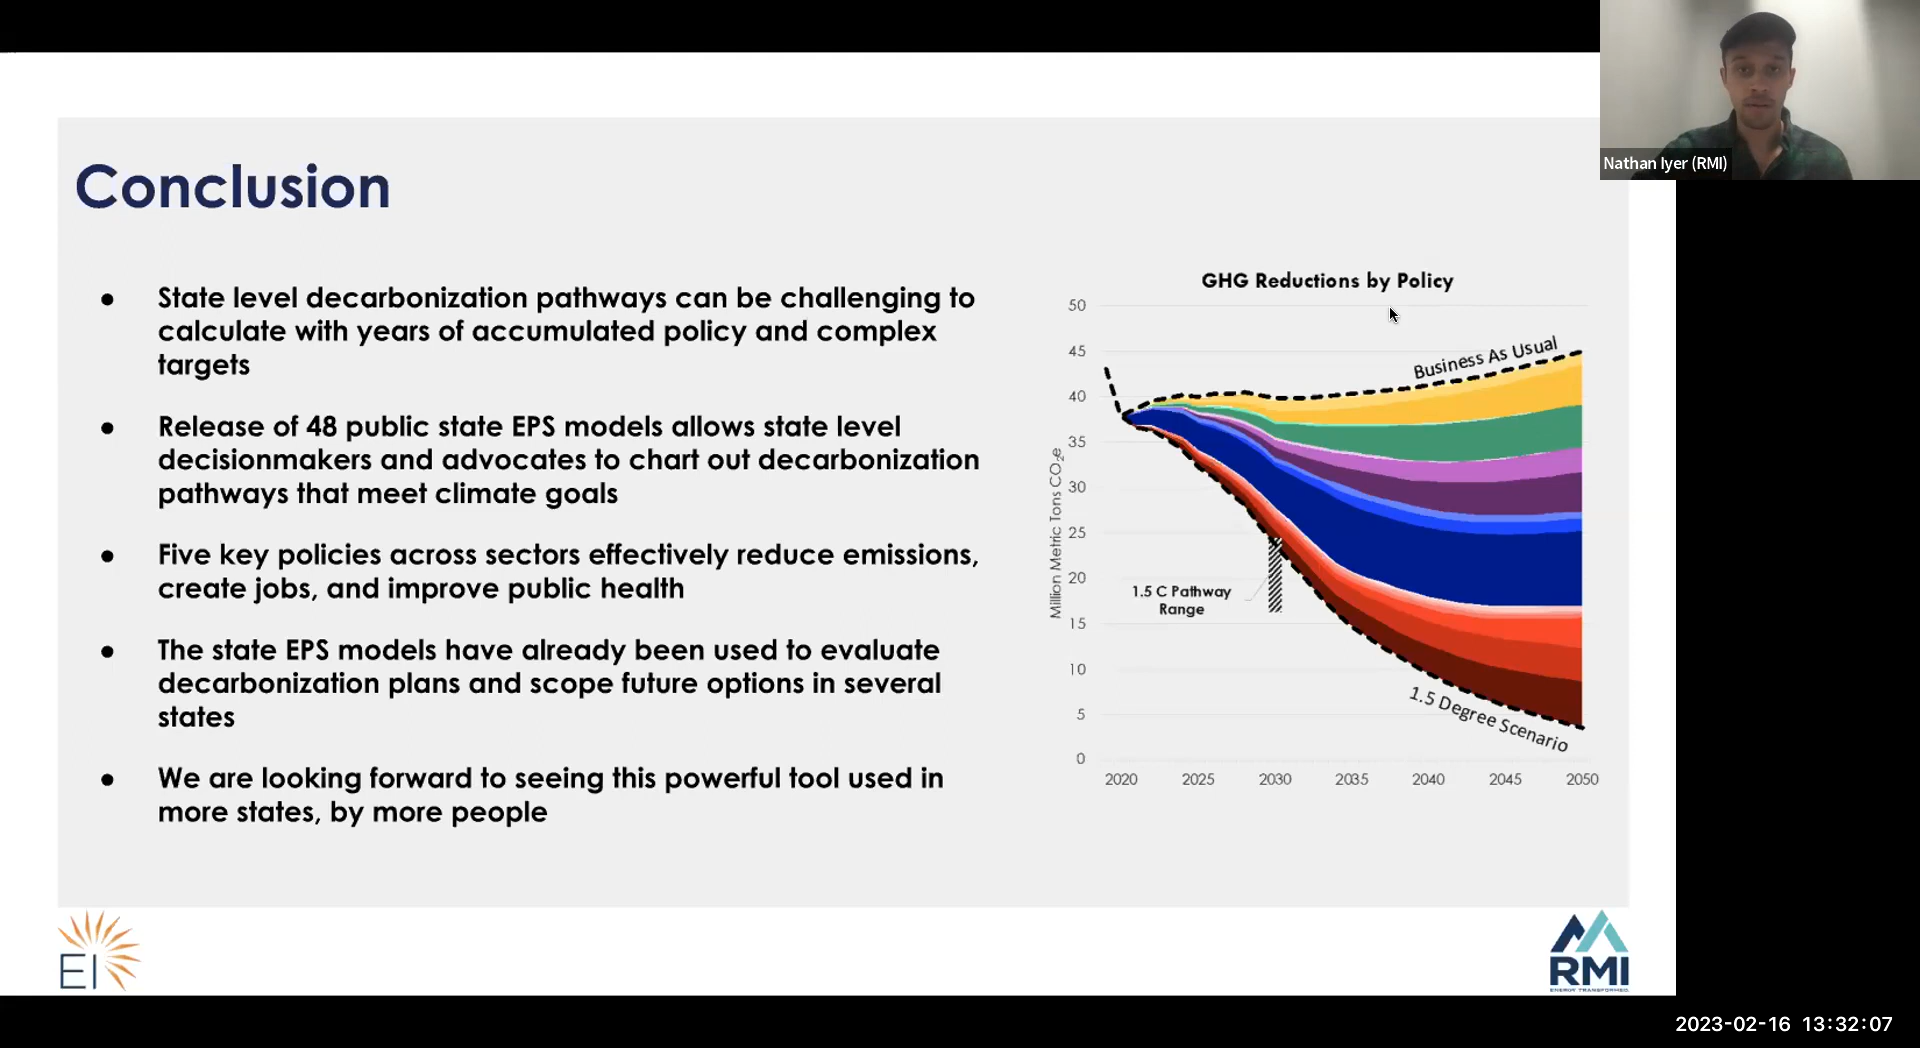 Nathan Iyer (RMI)
Conclusion
● State level decarbonization pathways can be challenging to
calculate with years of accumulated policy and complex
targets
● Release of 48 public state EPS models allows state level
decisionmakers and advocates to chart out decarbonization
pathways that meet climate goals
● Five key policies across sectors effectively reduce emissions,
create jobs, and improve public health
● The state EPS models have already been used to evaluate
decarbonization plans and scope future options in several
states
● We are looking forward to seeing this powerful tool used in
more states, by more people
GHG Reductions by Policy
Million Metric Tons CO₂e
50
45
40
35
30
25
20
15
10
5
0
Business As Usual
1.5 C Pathway
Range
1.5 Degree Scenario
2020 2025 2030 2035 2040 2045 2050
EI
RMI
ENERGY. TRANSFORMED.
2023-02-16 13:32:07